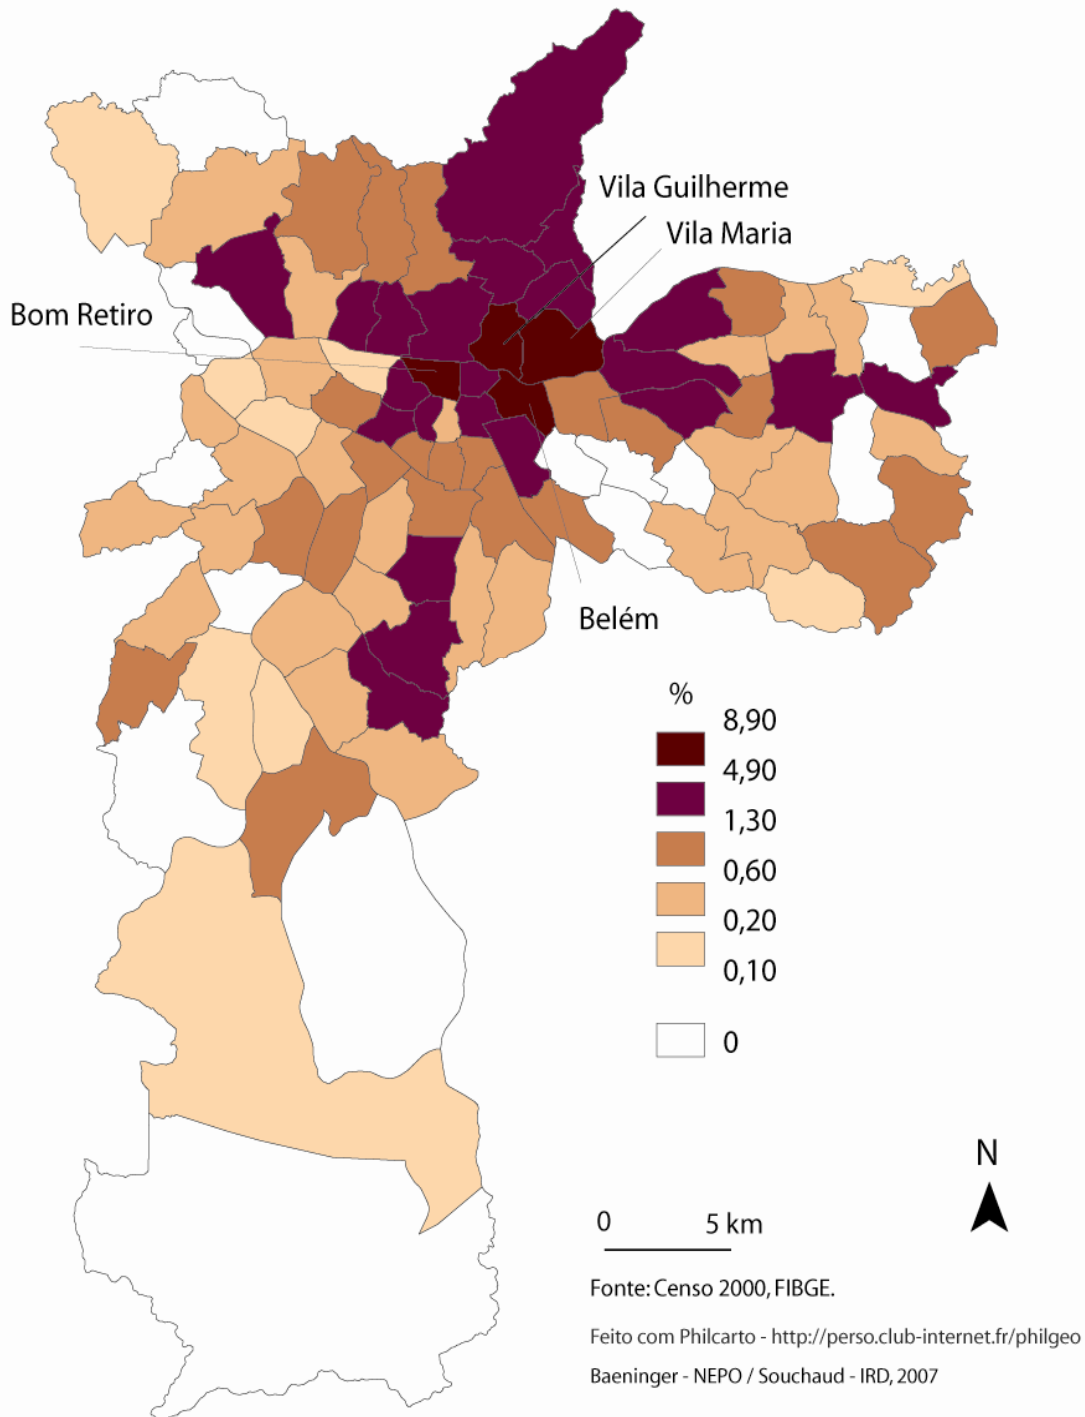 Vila Guilherme
Vila Maria
Bom Retiro
Belém
%
8,90
4,90
1,30
0,60
0,20
0,10
0
N
0 5 km
Fonte: Censo 2000, FIBGE.
Feito com Philcarto - http://perso.club-internet.fr/philgeo
Baeninger - NEPO / Souchaud - IRD, 2007